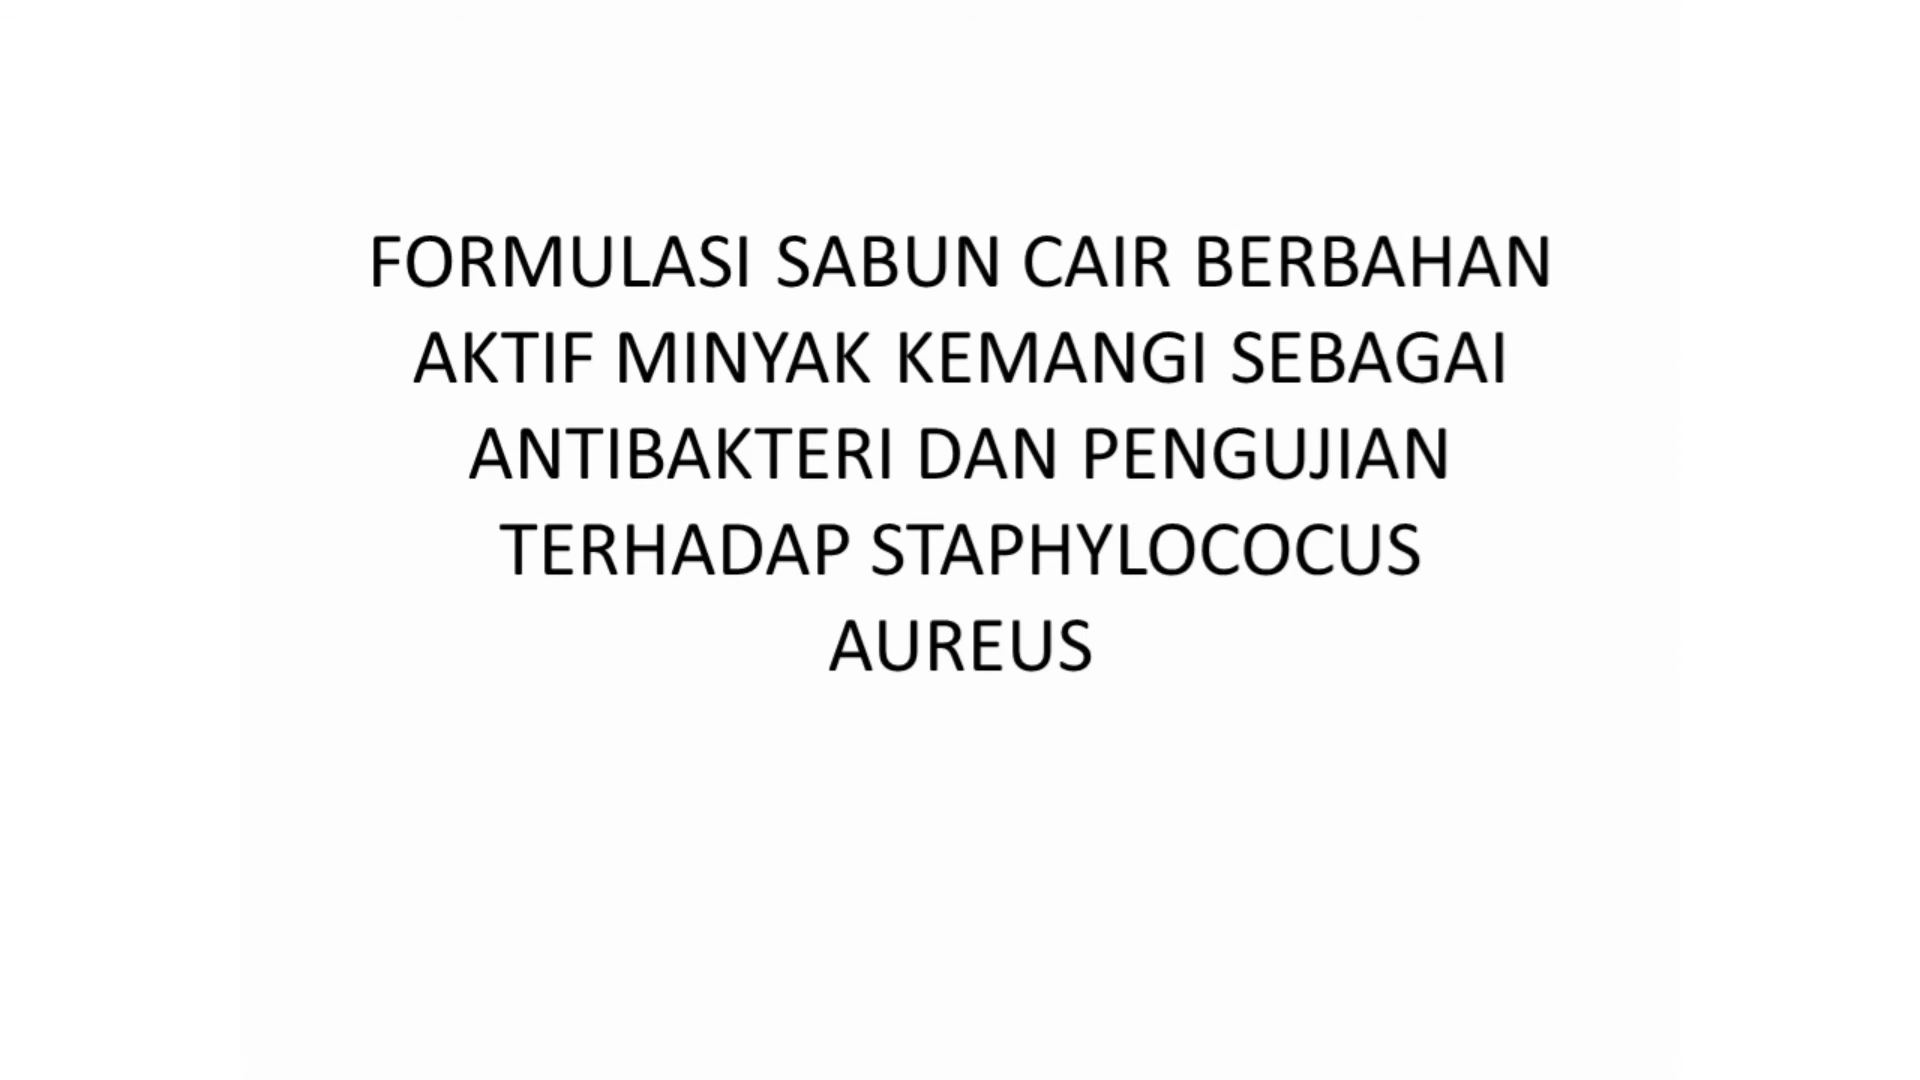 FORMULASI SABUN CAIR BERBAHAN
AKTIF MINYAK KEMANGI SEBAGAI
ANTIBAKTERI DAN PENGUJIAN
TERHADAP STAPHYLOCOCUS
AUREUS